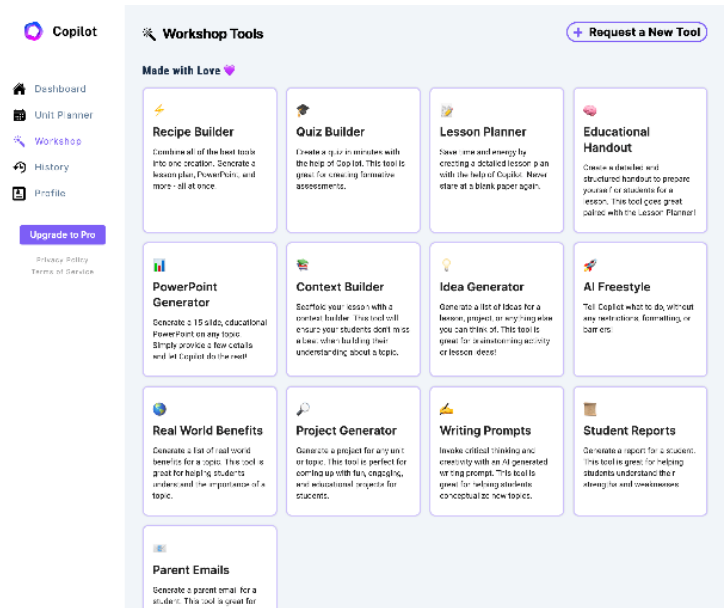 Copilot
Dashboard
Unit Planner
Workshop
History
Profile
Upgrade to Pro
Privacy Policy
Terms of Service
Workshop Tools
+ Request a New Tool
Made with Love
Recipe Builder
Combine all of the best tools
into one creation. Generate a
lesson plan, PowerPoint, and
more - all at once.
Quiz Builder
Create a quiz in minutes with
the help of Copilot. This tool is
great for creating formative
assessments.
Lesson Planner
Save time and energy by
creating a detailed lesson plan
with the help of Copilot. Never
stare at a blank paper again.
Educational
Handout
Create a detailed and
structured handout to prepare
yourself or students for a
lesson. This tool goes great
paired with the Lesson Planner!
PowerPoint
Generator
Generate a 15 slide, educational
PowerPoint on any topic.
Simply provide a few details
and let Copilot do the rest!
Context Builder
Scaffold your lesson with a
context builder. This tool will
ensure your students don't miss
a beat when building their
understanding about a topic.
Idea Generator
Generate a list of ideas for a
lesson, project, or anything else
you can think of. This tool is
great for brainstorming activity
or lesson ideas!
AI Freestyle
Tell Copilot what to do, without
any restrictions, formatting, or
barriers!
Real World Benefits
Generate a list of real world
benefits for a topic. This tool is
great for helping students
understand the importance of a
topic.
Project Generator
Generate a project for any unit
or topic. This tool is perfect for
coming up with fun, engaging,
and educational projects for
students.
Writing Prompts
Invoke critical thinking and
creativity with an AI generated
writing prompt. This tool is
great for helping students
conceptualize new topics.
Student Reports
Generate a report for a student.
This tool is great for helping
students understand their
strengths and weaknesses.
Parent Emails
Generate a parent email for a
student. This tool is great for